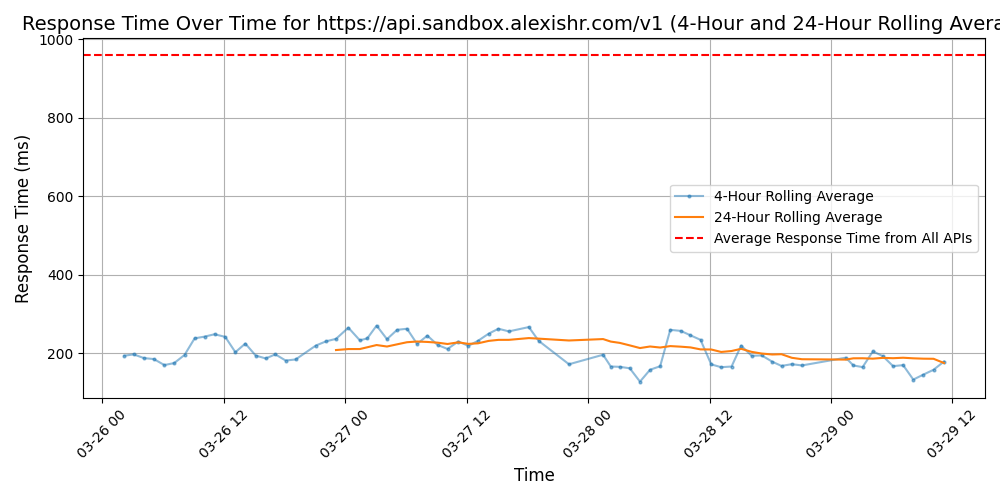 Response Time Over Time for https://api.sandbox.alexishr.com/v1 (4-Hour and 24-Hour Rolling Avera
1000
800
600
400
200
Response Time (ms)
4-Hour Rolling Average
24-Hour Rolling Average
Average Response Time from All APIs
03-26 00
03-26 12
03-27 00
03-27 12
03-28 00
03-28 12
03-29 00
03-29 12
Time